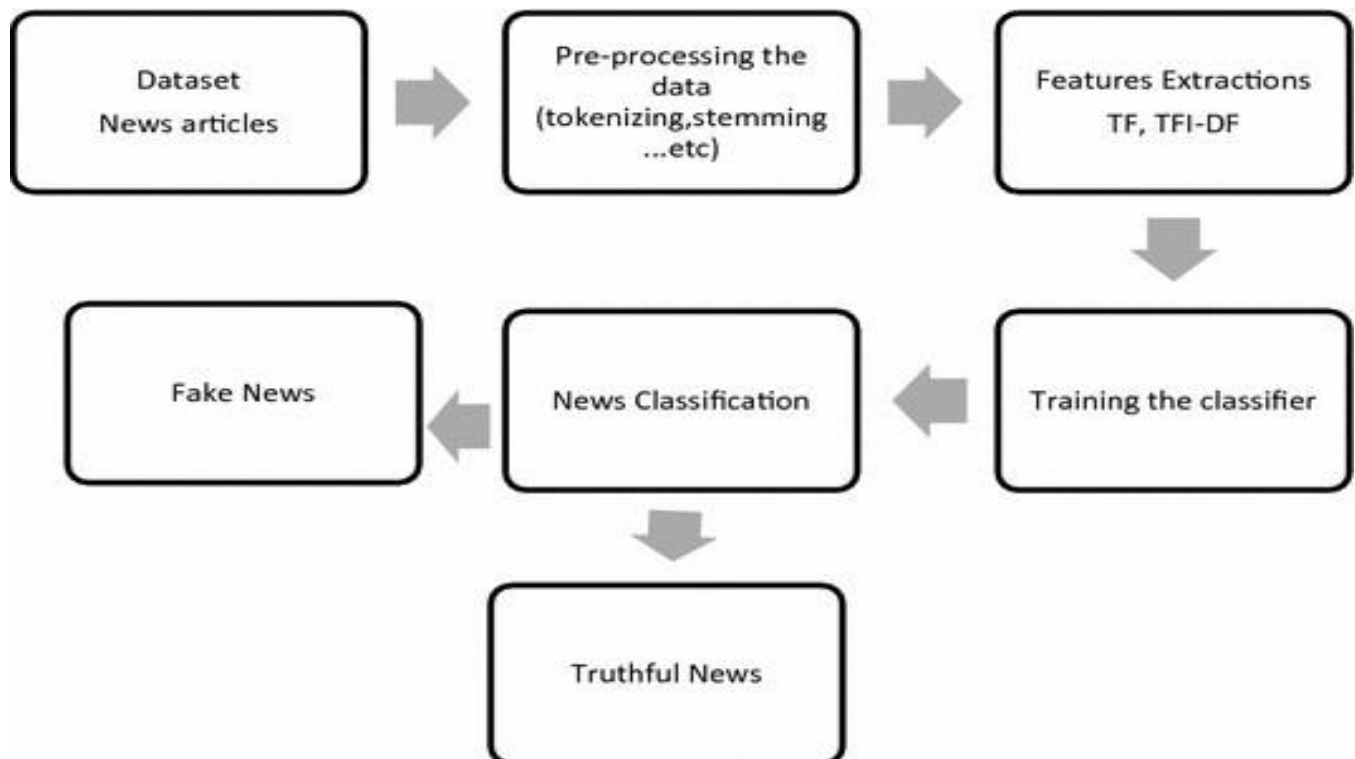 Dataset
News articles
Pre-processing the
data
(tokenizing,stemming
...etc)
Features Extractions
TF, TFI-DF
Fake News
News Classification
Training the classifier
Truthful News